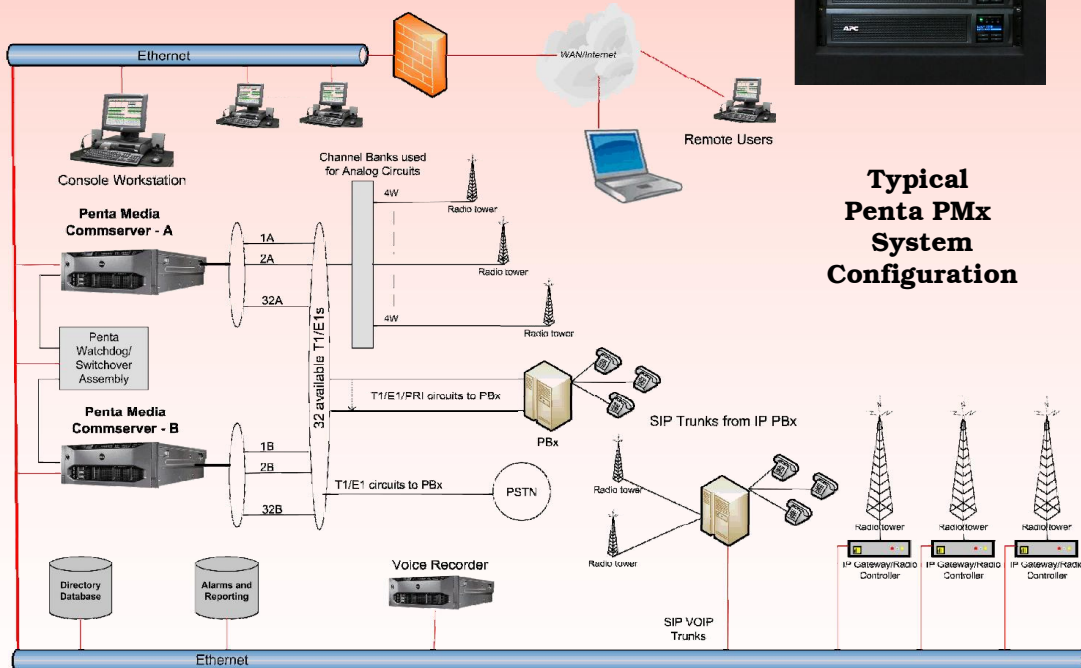 APC
Ethernet
WAN/Internet
Remote Users
Console Workstation
Channel Banks used
for Analog Circuits
4W
Radio tower
Radio tower
4W
Radio tower
Typical
Penta PMx
System
Configuration
Penta Media
Commserver - A
1A
2A
32A
Penta
Watchdog/
Switchover
Assembly
32 available T1/E1s
T1/E1/PRI circuits to PBx
PBx
SIP Trunks from IP PBx
Penta Media
Commserver - B
1B
2B
32B
T1/E1 circuits to PBx
PSTN
Radio tower
Radio tower
Radio tower
Radio tower
Radio tower
IP Gateway/Radio
Controller
IP Gateway/Radio
Controller
IP Gateway/Radio
Controller
Directory
Database
Alarms and
Reporting
Voice Recorder
SIP VOIP
Trunks
Ethernet